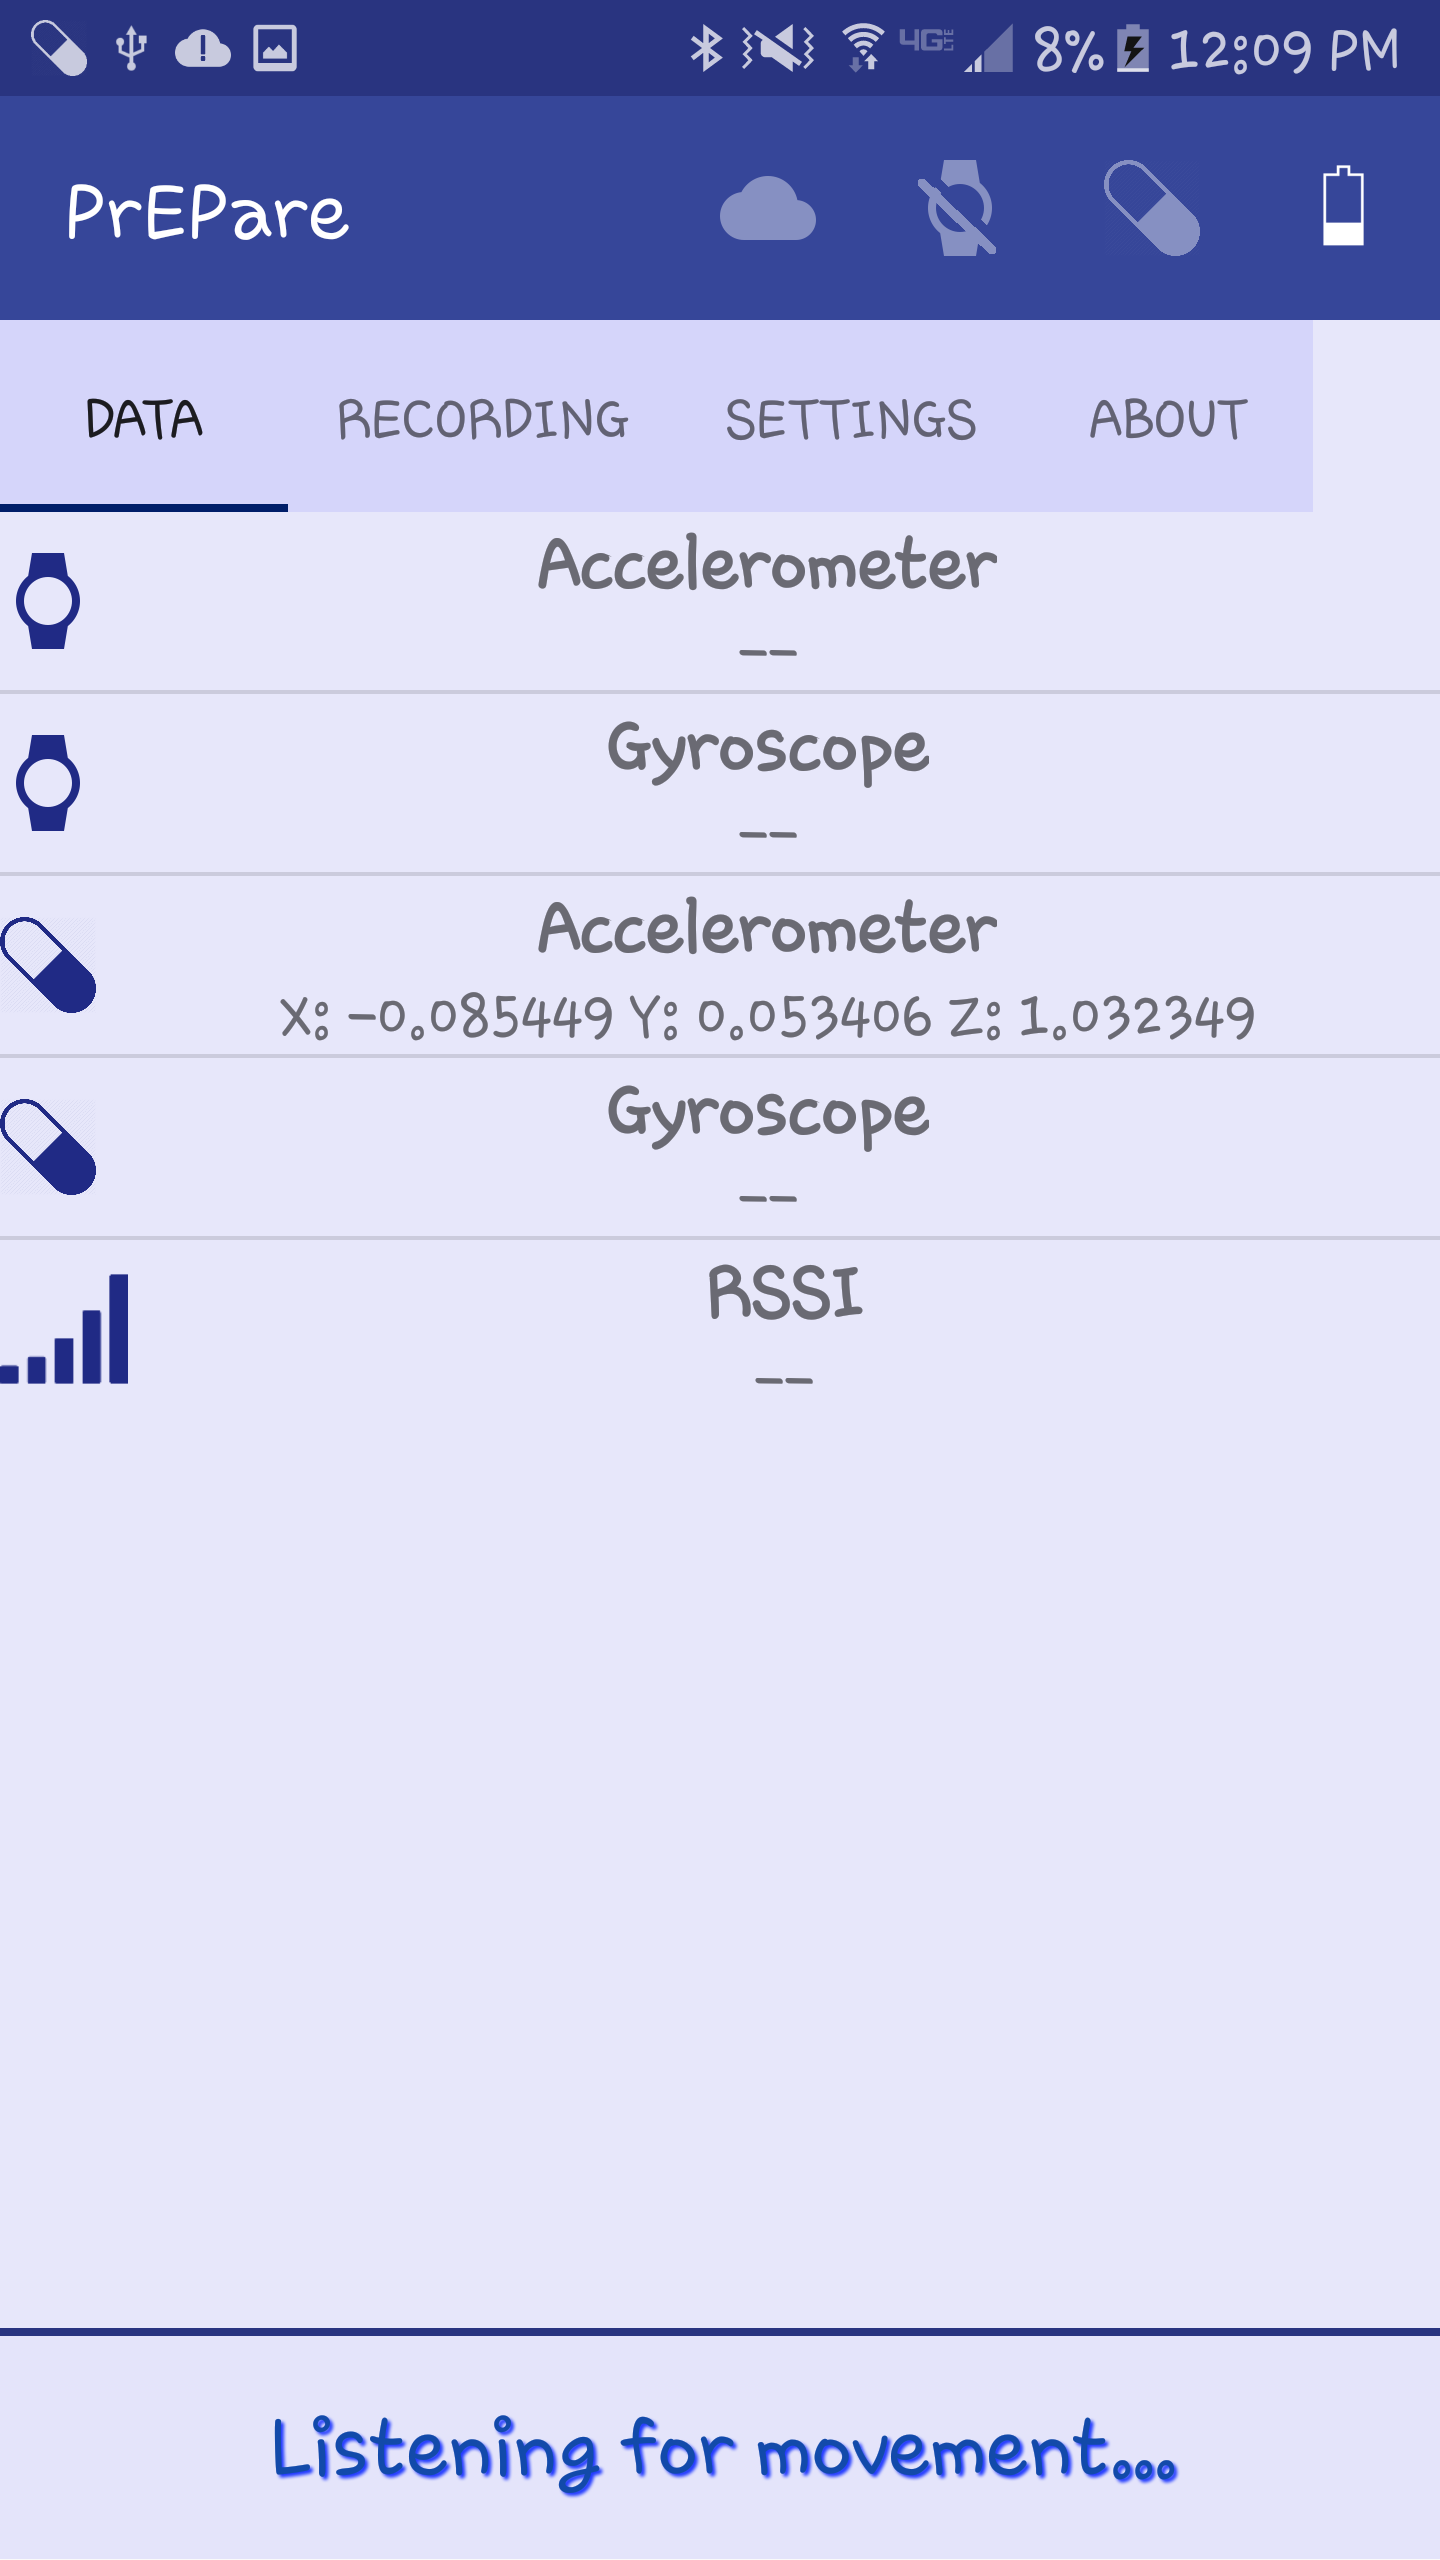 4G LTE 8% 12:09 PM
PrEPare
DATA RECORDING SETTINGS ABOUT
Accelerometer
--
Gyroscope
--
Accelerometer
X: -0.085449 Y: 0.053406 Z: 1.032349
Gyroscope
--
RSSI
--
Listening for movement...